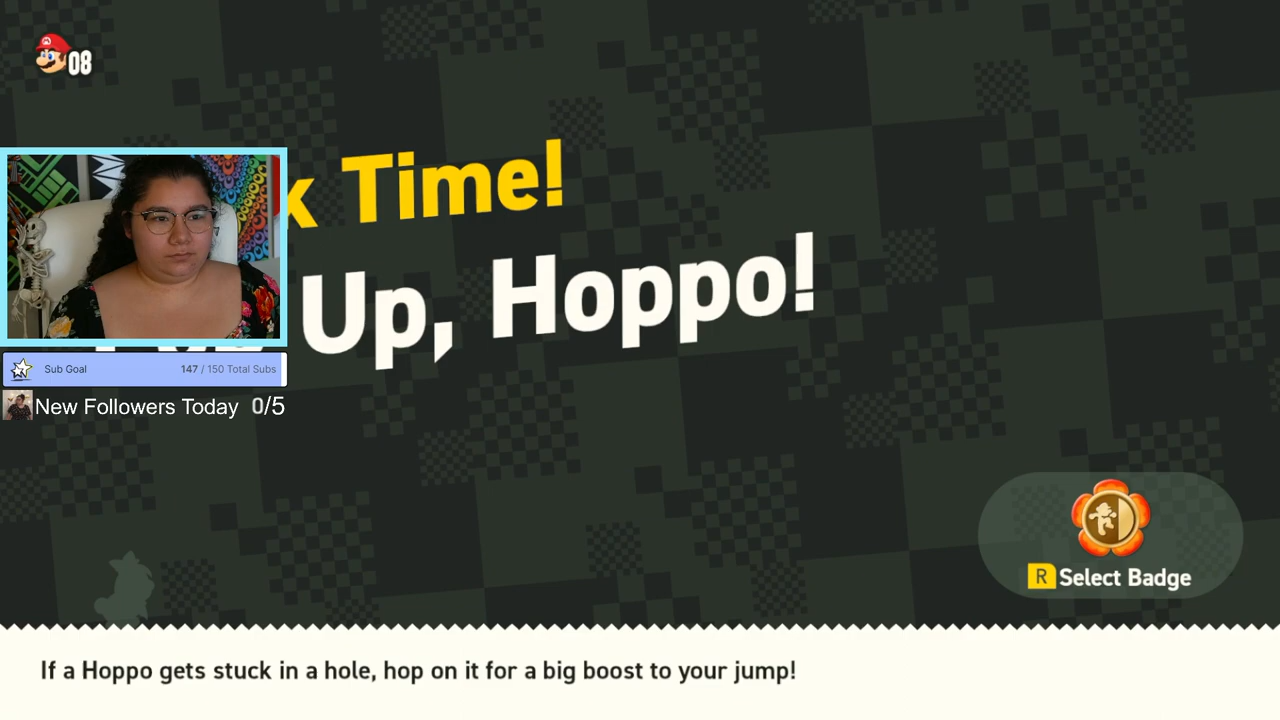 08
Time!
Up, Hoppo!
Sub Goal 147 / 150 Total Subs
New Followers Today 0/5
R Select Badge
If a Hoppo gets stuck in a hole, hop on it for a big boost to your jump!